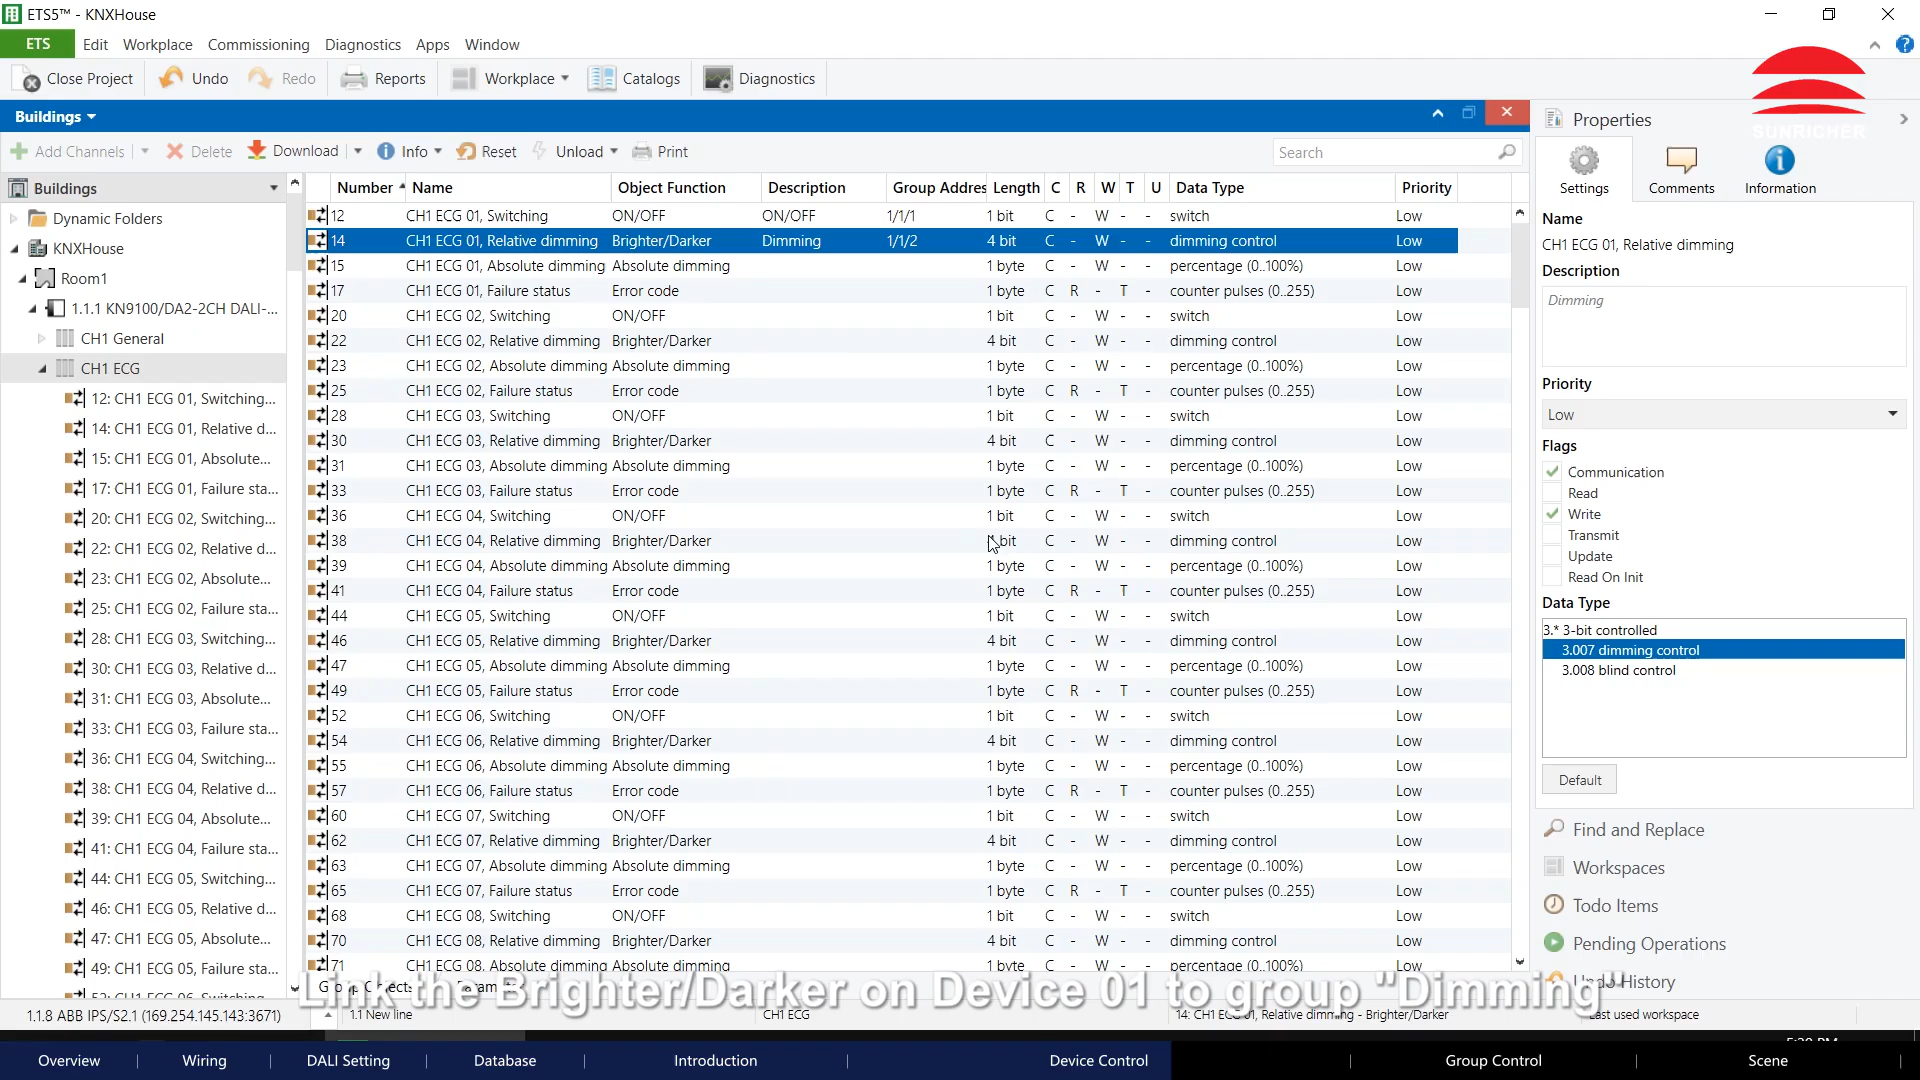 ETS5™ - KNXHouse
ETS Edit Workplace Commissioning Diagnostics Apps Window
Close Project Undo Redo Reports Workplace Catalogs Diagnostics
SUNRICHER
Buildings
Add Channels Delete Download Info Reset Unload Print Search
Properties
Settings Comments Information
Buildings
Dynamic Folders
KNXHouse
Room1
1.1.1 KN9100/DA2-2CH DALI-...
CH1 General
CH1 ECG
12: CH1 ECG 01, Switching...
14: CH1 ECG 01, Relative d...
15: CH1 ECG 01, Absolute...
17: CH1 ECG 01, Failure sta...
20: CH1 ECG 02, Switching...
22: CH1 ECG 02, Relative d...
23: CH1 ECG 02, Absolute...
25: CH1 ECG 02, Failure sta...
28: CH1 ECG 03, Switching...
30: CH1 ECG 03, Relative d...
31: CH1 ECG 03, Absolute...
33: CH1 ECG 03, Failure sta...
36: CH1 ECG 04, Switching...
38: CH1 ECG 04, Relative d...
39: CH1 ECG 04, Absolute...
41: CH1 ECG 04, Failure sta...
44: CH1 ECG 05, Switching...
46: CH1 ECG 05, Relative d...
47: CH1 ECG 05, Absolute...
49: CH1 ECG 05, Failure sta...
Number Name Object Function Description Group Addres Length C R W T U Data Type Priority
12 CH1 ECG 01, Switching ON/OFF ON/OFF 1/1/1 1 bit C - W - - switch Low
14 CH1 ECG 01, Relative dimming Brighter/Darker Dimming 1/1/2 4 bit C - W - - dimming control Low
15 CH1 ECG 01, Absolute dimming Absolute dimming 1 byte C - W - - percentage (0..100%) Low
17 CH1 ECG 01, Failure status Error code 1 byte C R - T - counter pulses (0..255) Low
20 CH1 ECG 02, Switching ON/OFF 1 bit C - W - - switch Low
22 CH1 ECG 02, Relative dimming Brighter/Darker 4 bit C - W - - dimming control Low
23 CH1 ECG 02, Absolute dimming Absolute dimming 1 byte C - W - - percentage (0..100%) Low
25 CH1 ECG 02, Failure status Error code 1 byte C R - T - counter pulses (0..255) Low
28 CH1 ECG 03, Switching ON/OFF 1 bit C - W - - switch Low
30 CH1 ECG 03, Relative dimming Brighter/Darker 4 bit C - W - - dimming control Low
31 CH1 ECG 03, Absolute dimming Absolute dimming 1 byte C - W - - percentage (0..100%) Low
33 CH1 ECG 03, Failure status Error code 1 byte C R - T - counter pulses (0..255) Low
36 CH1 ECG 04, Switching ON/OFF 1 bit C - W - - switch Low
38 CH1 ECG 04, Relative dimming Brighter/Darker bit C - W - - dimming control Low
39 CH1 ECG 04, Absolute dimming Absolute dimming 1 byte C - W - - percentage (0..100%) Low
41 CH1 ECG 04, Failure status Error code 1 byte C R - T - counter pulses (0..255) Low
44 CH1 ECG 05, Switching ON/OFF 1 bit C - W - - switch Low
46 CH1 ECG 05, Relative dimming Brighter/Darker 4 bit C - W - - dimming control Low
47 CH1 ECG 05, Absolute dimming Absolute dimming 1 byte C - W - - percentage (0..100%) Low
49 CH1 ECG 05, Failure status Error code 1 byte C R - T - counter pulses (0..255) Low
52 CH1 ECG 06, Switching ON/OFF 1 bit C - W - - switch Low
54 CH1 ECG 06, Relative dimming Brighter/Darker 4 bit C - W - - dimming control Low
55 CH1 ECG 06, Absolute dimming Absolute dimming 1 byte C - W - - percentage (0..100%) Low
57 CH1 ECG 06, Failure status Error code 1 byte C R - T - counter pulses (0..255) Low
60 CH1 ECG 07, Switching ON/OFF 1 bit C - W - - switch Low
62 CH1 ECG 07, Relative dimming Brighter/Darker 4 bit C - W - - dimming control Low
63 CH1 ECG 07, Absolute dimming Absolute dimming 1 byte C - W - - percentage (0..100%) Low
65 CH1 ECG 07, Failure status Error code 1 byte C R - T - counter pulses (0..255) Low
68 CH1 ECG 08, Switching ON/OFF 1 bit C - W - - switch Low
70 CH1 ECG 08, Relative dimming Brighter/Darker 4 bit C - W - - dimming control Low
71 CH1 ECG 08, Absolute dimming Absolute dimming 1 byte C - W - - percentage (0..100%) Low
Name
CH1 ECG 01, Relative dimming
Description
Dimming
Priority
Low
Flags
Communication
Read
Write
Transmit
Update
Read On Init
Data Type
3.* 3-bit controlled
3.007 dimming control
3.008 blind control
Default
Find and Replace
Workspaces
Todo Items
Pending Operations
Undo History
Link the Brighter/Darker on Device 01 to group "Dimming"
1.1.8 ABB IPS/S2.1 (169.254.145.143:3671) 1.1 New line CH1 ECG 14: CH1 ECG 01, Relative dimming - Brighter/Darker Last used workspace
Overview Wiring DALI Setting Database Introduction Device Control Group Control Scene